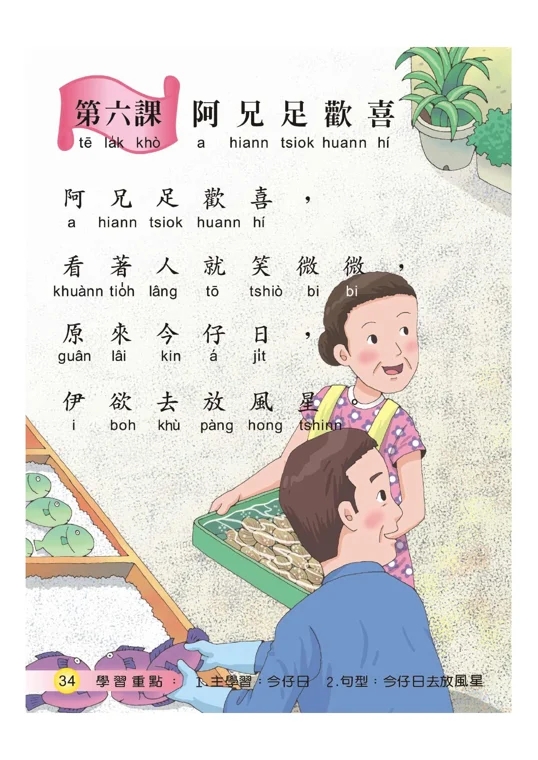 第六課 阿兄足歡喜
tē la̍k khò a hiann tsiok huann hí
阿兄足歡喜，
a hiann tsiok huann hí
看著人就笑微微，
khuànn tio̍h lâng tō tshiò bi bi
原來今仔日，
guân lâi kin á ji̍t
伊欲去放風星。
i boh khù pàng hong tshinn
34 學習重點： 1.主學習：今仔日 2.句型：今仔日去放風星